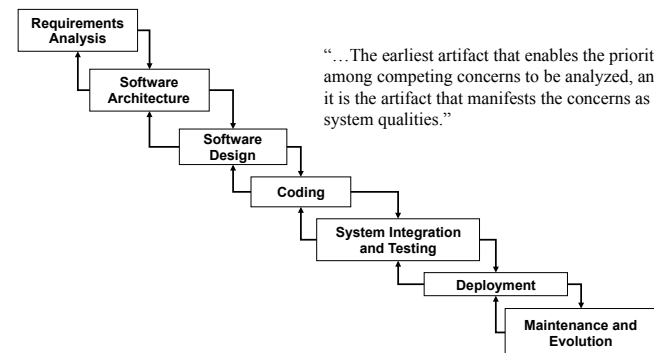 Requirements
Analysis
“…The earliest artifact that enables the
among competing concerns to be analyzed,
it is the artifact that manifests the concerns as
system qualities.”
Software
Architecture
Software
Design
Coding
System Integration
and Testing
Deployment
Maintenance and
Evolution